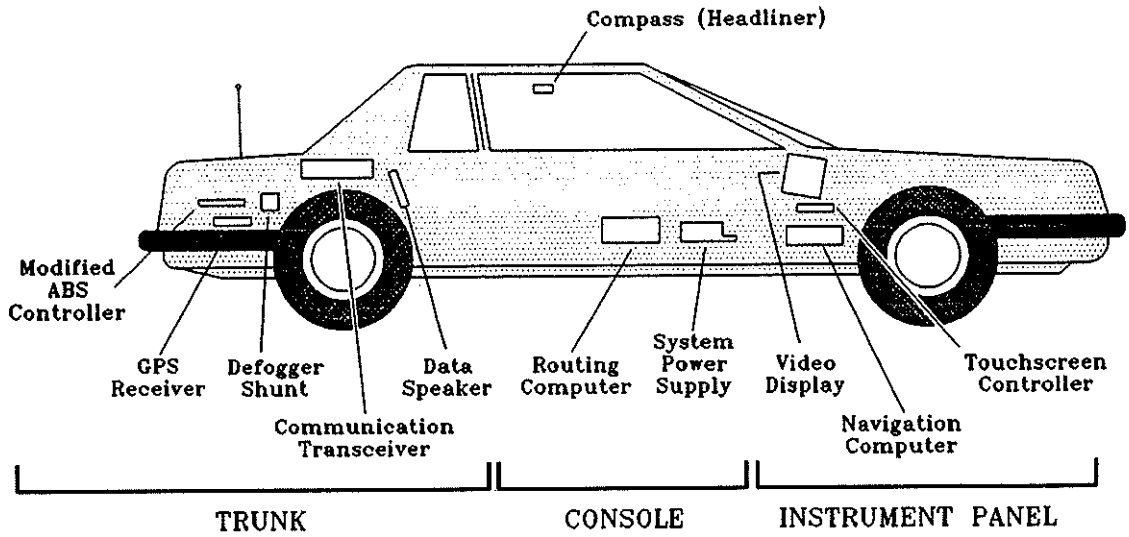 Compass (Headliner)
Modified
ABS
Controller
GPS
Receiver
Defogger
Shunt
Communication
Transceiver
Data
Speaker
Routing
Computer
System
Power
Supply
Video
Display
Navigation
Computer
Touchscreen
Controller
TRUNK
CONSOLE
INSTRUMENT PANEL